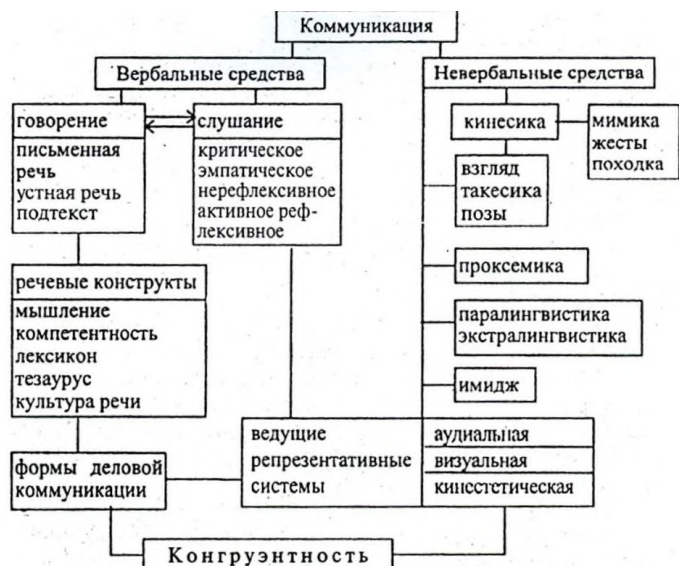 Коммуникация
Вербальные средства
Невербальные средства
говорение
слушание
письменная
речь
устная речь
подтекст
критическое
эмпатическое
нерефлексивное
активное реф-
лексивное
кинесика
мимика
жесты
походка
взгляд
такесика
позы
проксемика
паралингвистика
экстралингвистика
имидж
речевые конструкты
мышление
компетентность
лексикон
тезаурус
культура речи
формы деловой
коммуникации
ведущие
репрезентативные
системы
аудиальная
визуальная
кинестетическая
Конгруэнтность